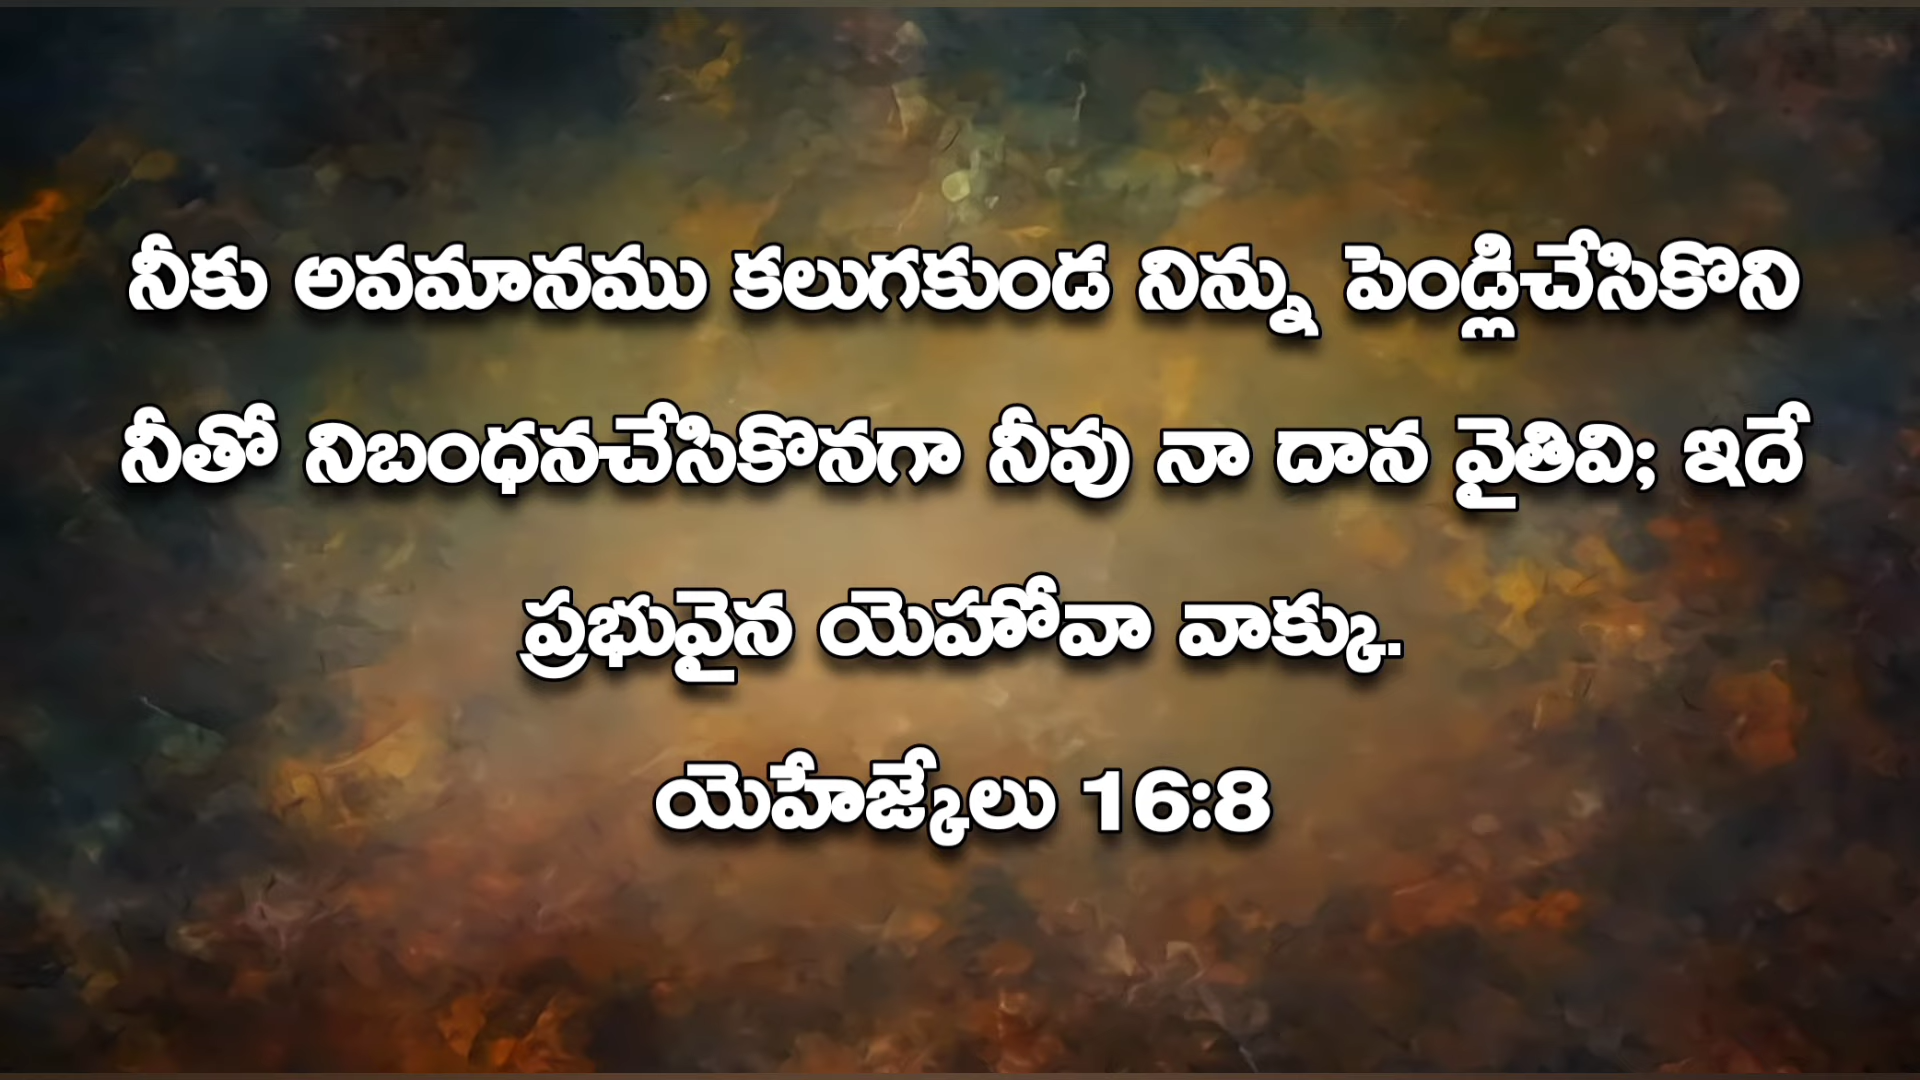 నీకు అవమానము కలుగకుండ నిన్ను పెండ్లిచేసికొని
నీతో నిబంధనచేసికొనగా నీవు నా దాన వైతివి; ఇదే
ప్రభువైన యెహోవా వాక్కు.
యెహేజ్కేలు 16:8